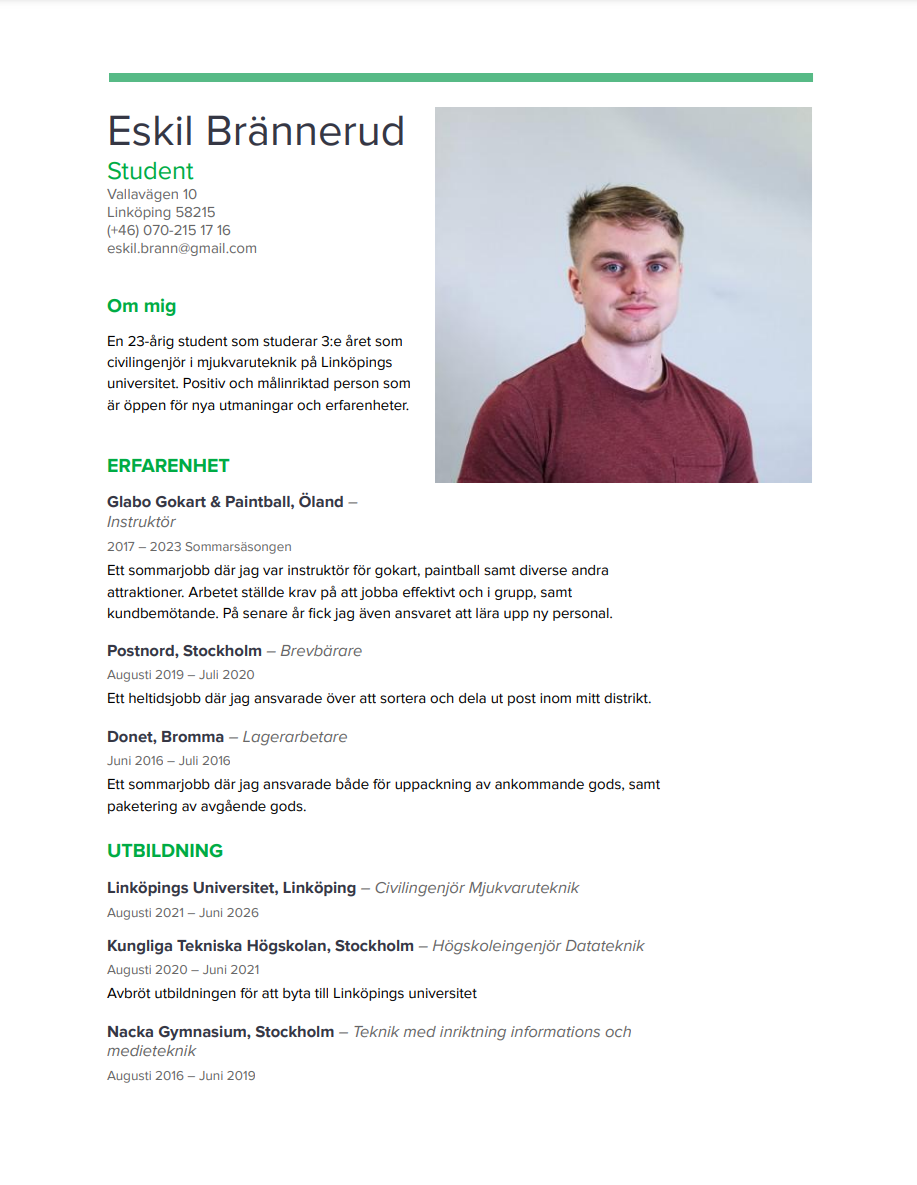 Eskil Brännerud
Student
Vallavägen 10
Linköping 58215
(+46) 070-215 17 16
eskil.brann@gmail.com
Om mig
En 23-årig student som studerar 3:e året som
civilingenjör i mjukvaruteknik på Linköpings
universitet. Positiv och målinriktad person som
är öppen för nya utmaningar och erfarenheter.
ERFARENHET
Glabo Gokart & Paintball, Öland –
Instruktör
2017 – 2023 Sommarsäsongen
Ett sommarjobb där jag var instruktör för gokart, paintball samt diverse andra
attraktioner. Arbetet ställde krav på att jobba effektivt och i grupp, samt
kundbemötande. På senare år fick jag även ansvaret att lära upp ny personal.
Postnord, Stockholm – Brevbärare
Augusti 2019 – Juli 2020
Ett heltidsjobb där jag ansvarade över att sortera och dela ut post inom mitt distrikt.
Donet, Bromma – Lagerarbetare
Juni 2016 – Juli 2016
Ett sommarjobb där jag ansvarade både för uppackning av ankommande gods, samt
paketering av avgående gods.
UTBILDNING
Linköpings Universitet, Linköping – Civilingenjör Mjukvaruteknik
Augusti 2021 – Juni 2026
Kungliga Tekniska Högskolan, Stockholm – Högskoleingenjör Datateknik
Augusti 2020 – Juni 2021
Avbröt utbildningen för att byta till Linköpings universitet
Nacka Gymnasium, Stockholm – Teknik med inriktning informations och
medieteknik
Augusti 2016 – Juni 2019